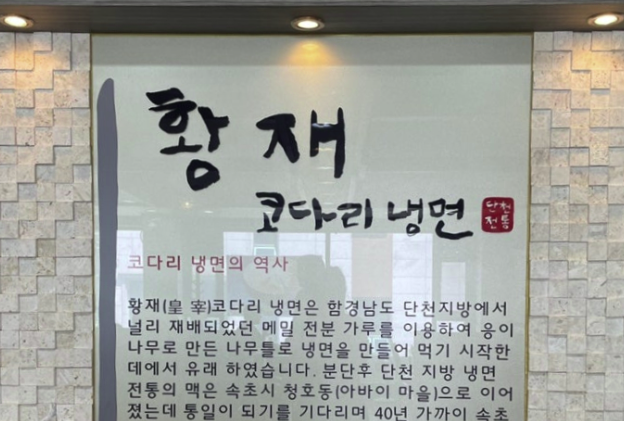 황재
코다리 냉면
단천
전통
코다리 냉면의 역사
황재(皇 宰)코다리 냉면은 함경남도 단천지방에서
널리 재배되었던 메밀 전분 가루를 이용하여 응이
나무로 만든 나무틀로 냉면을 만들어 먹기 시작한
데에서 유래 하였습니다. 분단후 단천 지방 냉면
전통의 맥은 속초시 청호동(아바이 마을)으로 이어
졌는데 통일이 되기를 기다리며 40년 가까이 속초